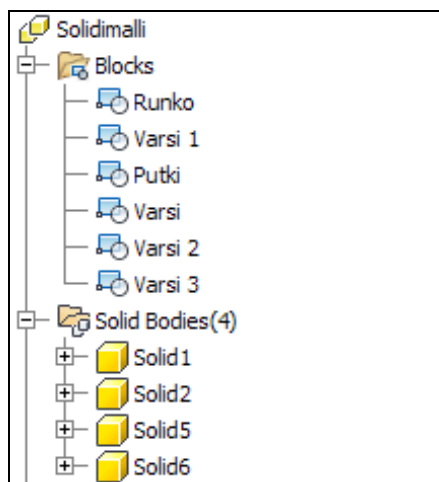 Solidimalli
Blocks
Runko
Varsi 1
Putki
Varsi
Varsi 2
Varsi 3
Solid Bodies(4)
Solid1
Solid2
Solid5
Solid6